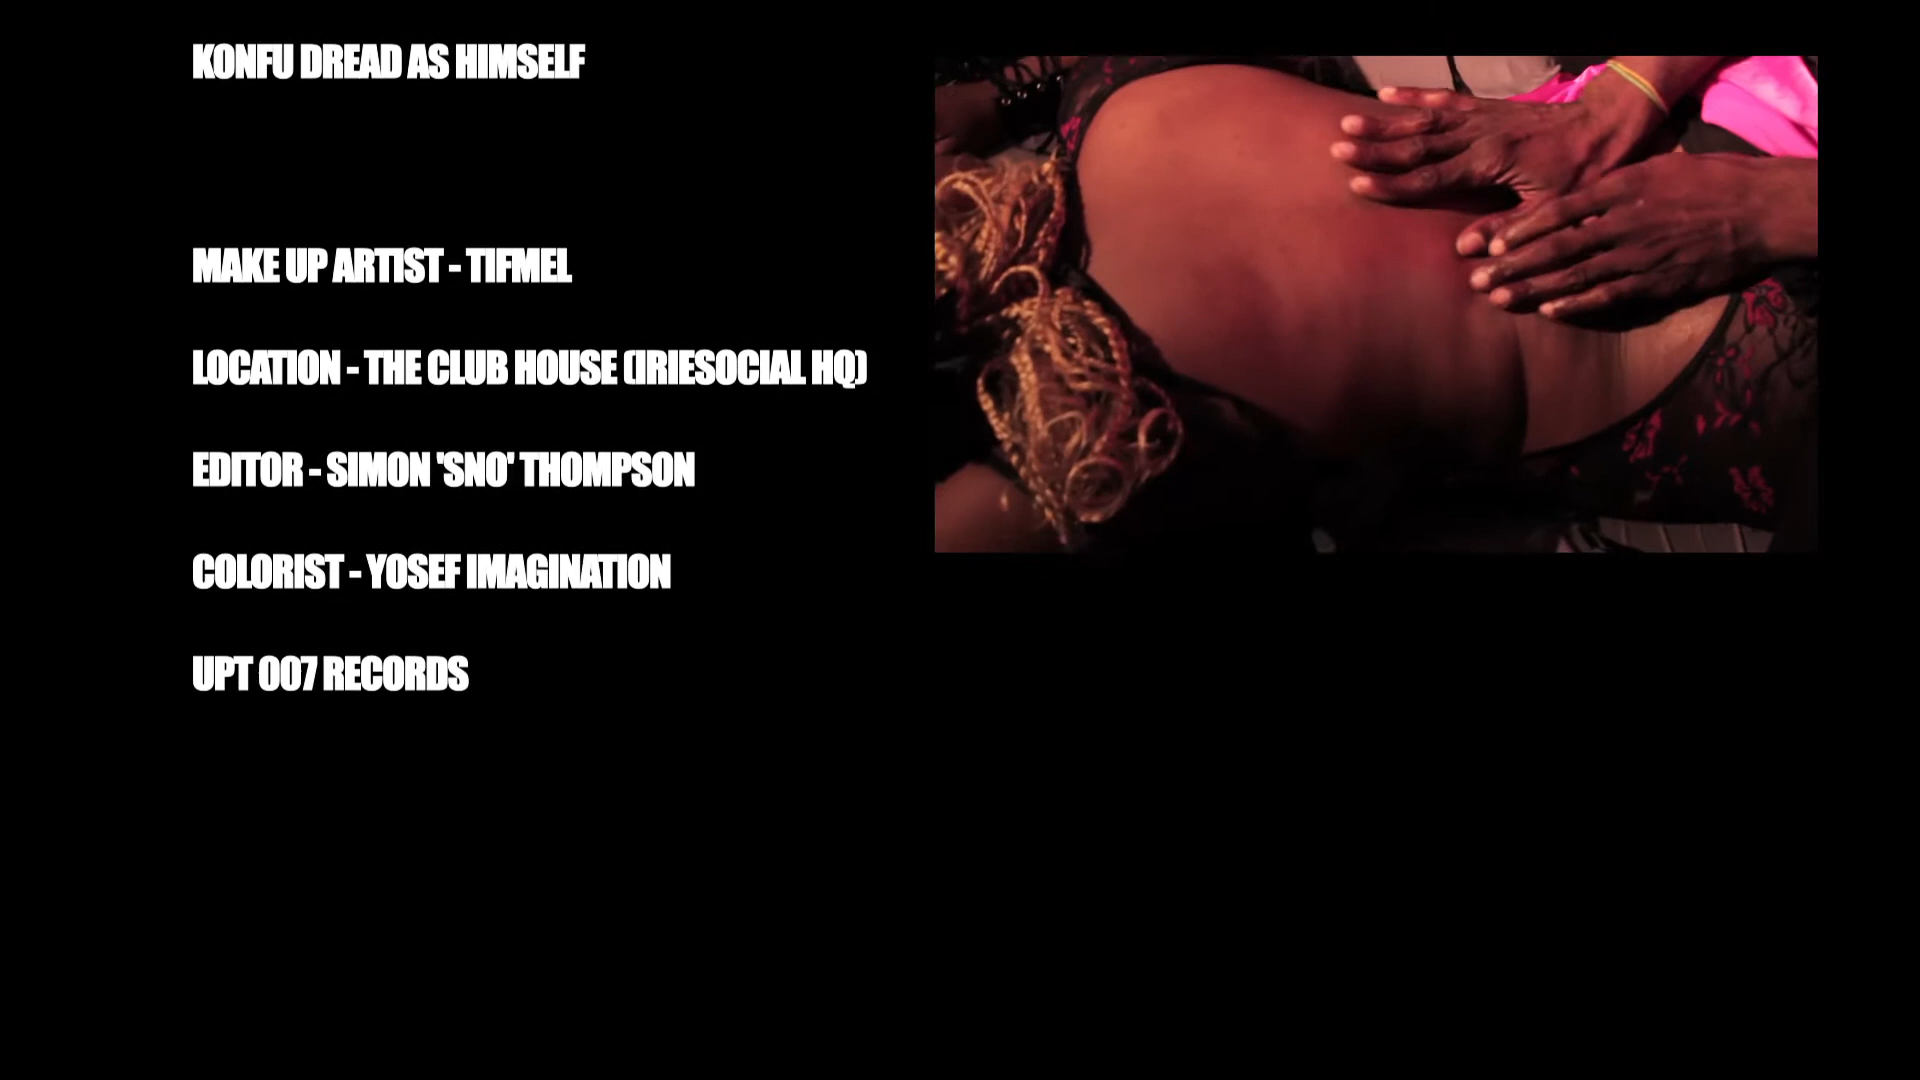 KONFU DREAD AS HIMSELF
MAKE UP ARTIST - TIFMEL
LOCATION - THE CLUB HOUSE (IRIESOCIAL HQ)
EDITOR - SIMON 'SNO' THOMPSON
COLORIST - YOSEF IMAGINATION
UPT 007 RECORDS